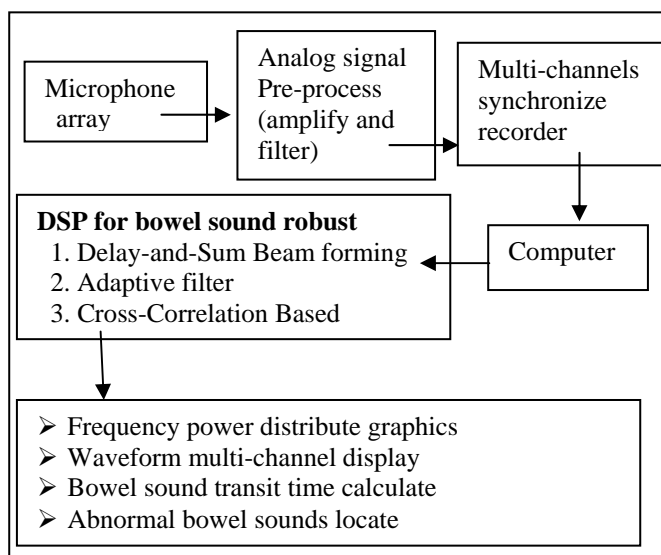 Microphone
array
Analog signal
Pre-process
(amplify and
filter)
Multi-channels
synchronize
recorder
Computer
DSP for bowel sound robust
1. Delay-and-Sum Beam forming
2. Adaptive filter
3. Cross-Correlation Based
➢ Frequency power distribute graphics
➢ Waveform multi-channel display
➢ Bowel sound transit time calculate
➢ Abnormal bowel sounds locate